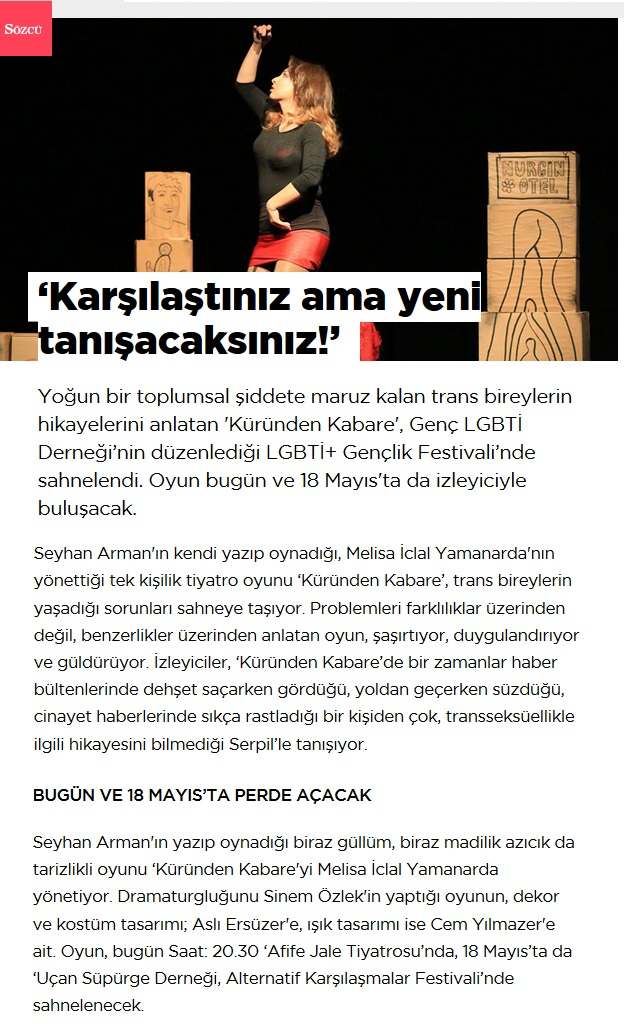 Sözcü
NURÇİN
OTEL
‘Karşılaştınız ama yeni
tanışacaksınız!’
Yoğun bir toplumsal şiddete maruz kalan trans bireylerin
hikayelerini anlatan 'Küründen Kabare', Genç LGBTİ
Derneği’nin düzenlediği LGBTİ+ Gençlik Festivali’nde
sahnelendi. Oyun bugün ve 18 Mayıs'ta da izleyiciyle
buluşacak.
Seyhan Arman'ın kendi yazıp oynadığı, Melisa İclal Yamanarda'nın
yönettiği tek kişilik tiyatro oyunu ‘Küründen Kabare’, trans bireylerin
yaşadığı sorunları sahneye taşıyor. Problemleri farklılıklar üzerinden
değil, benzerlikler üzerinden anlatan oyun, şaşırtıyor, duygulandırıyor
ve güldürüyor. İzleyiciler, ‘Küründen Kabare’de bir zamanlar haber
bültenlerinde dehşet saçarken gördüğü, yoldan geçerken süzdüğü,
cinayet haberlerinde sıkça rastladığı bir kişiden çok, transseksüellikle
ilgili hikayesini bilmediği Serpil’le tanışıyor.
BUGÜN VE 18 MAYIS’TA PERDE AÇACAK
Seyhan Arman'ın yazıp oynadığı biraz güllüm, biraz madilik azıcık da
tarizlikli oyunu ‘Küründen Kabare'yi Melisa İclal Yamanarda
yönetiyor. Dramaturgluğunu Sinem Özlek'in yaptığı oyunun, dekor
ve kostüm tasarımı; Aslı Ersüzer'e, ışık tasarımı ise Cem Yılmazer'e
ait. Oyun, bugün Saat: 20.30 ‘Afife Jale Tiyatrosu’nda, 18 Mayıs’ta da
‘Uçan Süpürge Derneği, Alternatif Karşılaşmalar Festivali’nde
sahnelenecek.